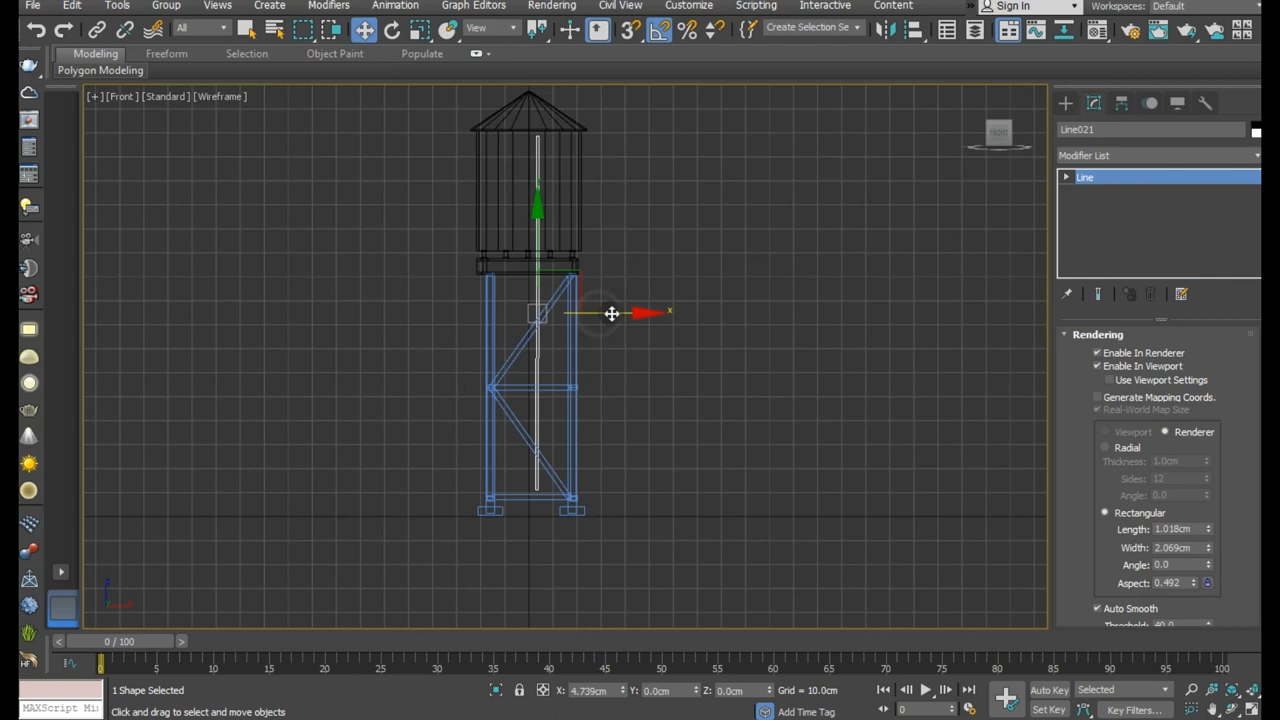 File Edit Tools Group Views Create Modifiers Animation Graph Editors Rendering Civil View Customize Scripting Interactive Content » Sign In Workspaces: Default
All View Create Selection Se
Modeling Freeform Selection Object Paint Populate
Polygon Modeling
[+] [Front] [Standard] [Wireframe]
FRONT
Line021
Modifier List
Line
x
Rendering
Enable In Renderer
Enable In Viewport
Use Viewport Settings
Generate Mapping Coords.
Real-World Map Size
Viewport Renderer
Radial
Thickness: 1.0cm
Sides: 12
Angle: 0.0
Rectangular
Length: 1.018cm
Width: 2.069cm
Angle: 0.0
Aspect: 0.492
Auto Smooth
Threshold: 40.0
z
< 0 / 100 >
0 5 10 15 20 25 30 35 40 45 50 55 60 65 70 75 80 85 90 95 100
1 Shape Selected X: 4.739cm Y: 0.0cm Z: 0.0cm Grid = 10.0cm Auto Key Selected
MAXScript Mi Click and drag to select and move objects Add Time Tag 0 Set Key Key Filters...